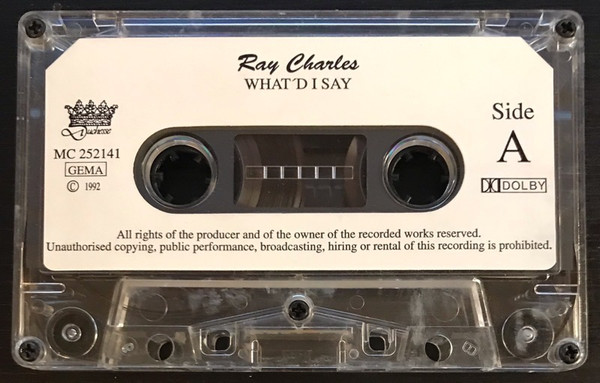 Ray Charles
WHAT'D I SAY
Duchesse
MC 252141
GEMA
© 1992
Side
A
DOLBY
All rights of the producer and of the owner of the recorded works reserved.
Unauthorised copying, public performance, broadcasting, hiring or rental of this recording is prohibited.